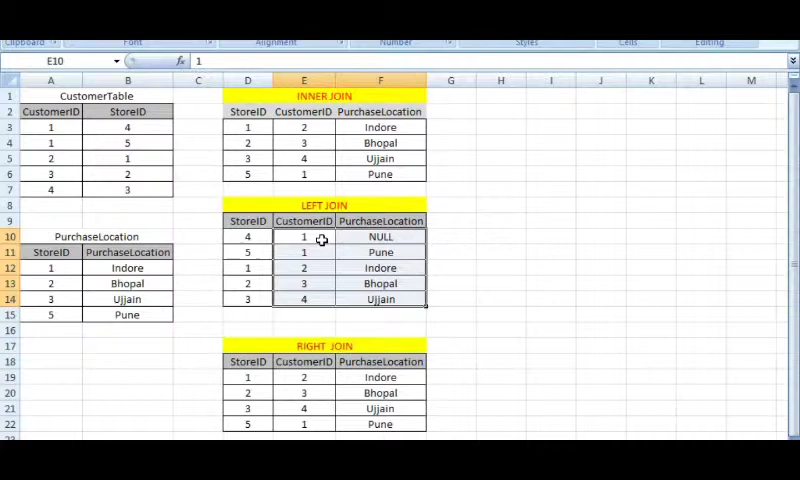 Clipboard Font Alignment Number Styles Cells Editing
E10 fx 1
A B C D E F G H I J K L M
1 CustomerTable INNER JOIN
2 CustomerID StoreID StoreID CustomerID PurchaseLocation
3 1 4 1 2 Indore
4 1 5 2 3 Bhopal
5 2 1 3 4 Ujjain
6 3 2 5 1 Pune
7 4 3
8 LEFT JOIN
9 StoreID CustomerID PurchaseLocation
10 PurchaseLocation 4 1 NULL
11 StoreID PurchaseLocation 5 1 Pune
12 1 Indore 1 2 Indore
13 2 Bhopal 2 3 Bhopal
14 3 Ujjain 3 4 Ujjain
15 5 Pune
16
17 RIGHT JOIN
18 StoreID CustomerID PurchaseLocation
19 1 2 Indore
20 2 3 Bhopal
21 3 4 Ujjain
22 5 1 Pune